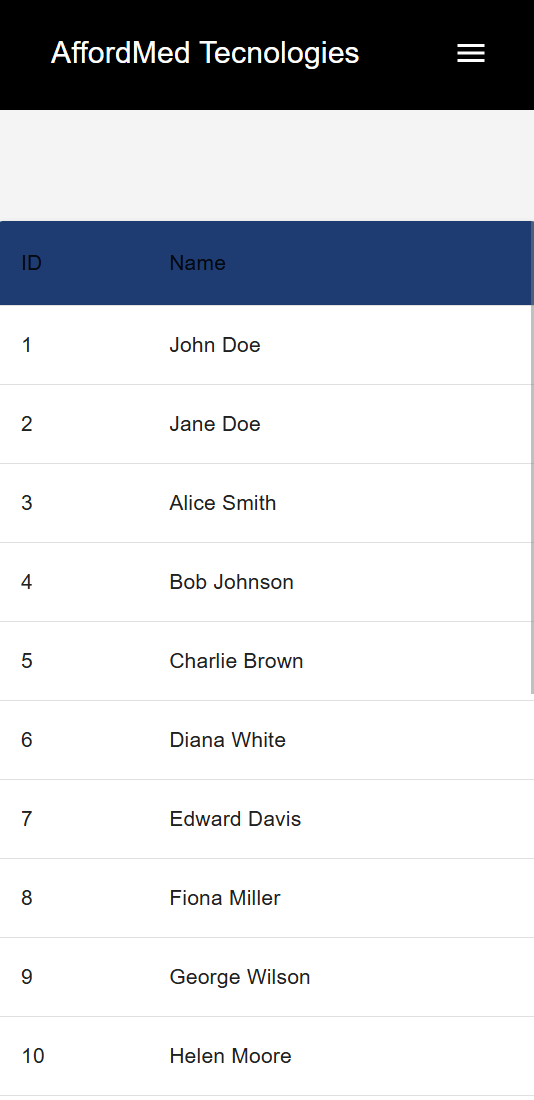 AffordMed Tecnologies
ID Name
1 John Doe
2 Jane Doe
3 Alice Smith
4 Bob Johnson
5 Charlie Brown
6 Diana White
7 Edward Davis
8 Fiona Miller
9 George Wilson
10 Helen Moore